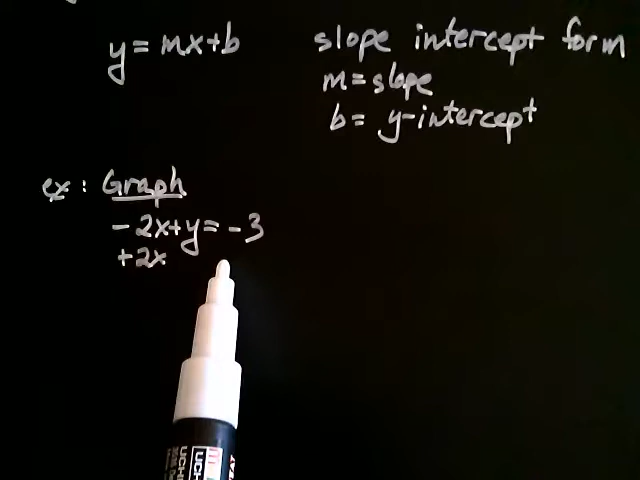 y = mx+b slope intercept form
m = slope
b = y-intercept
ex: Graph
-2x+y = -3
+2x